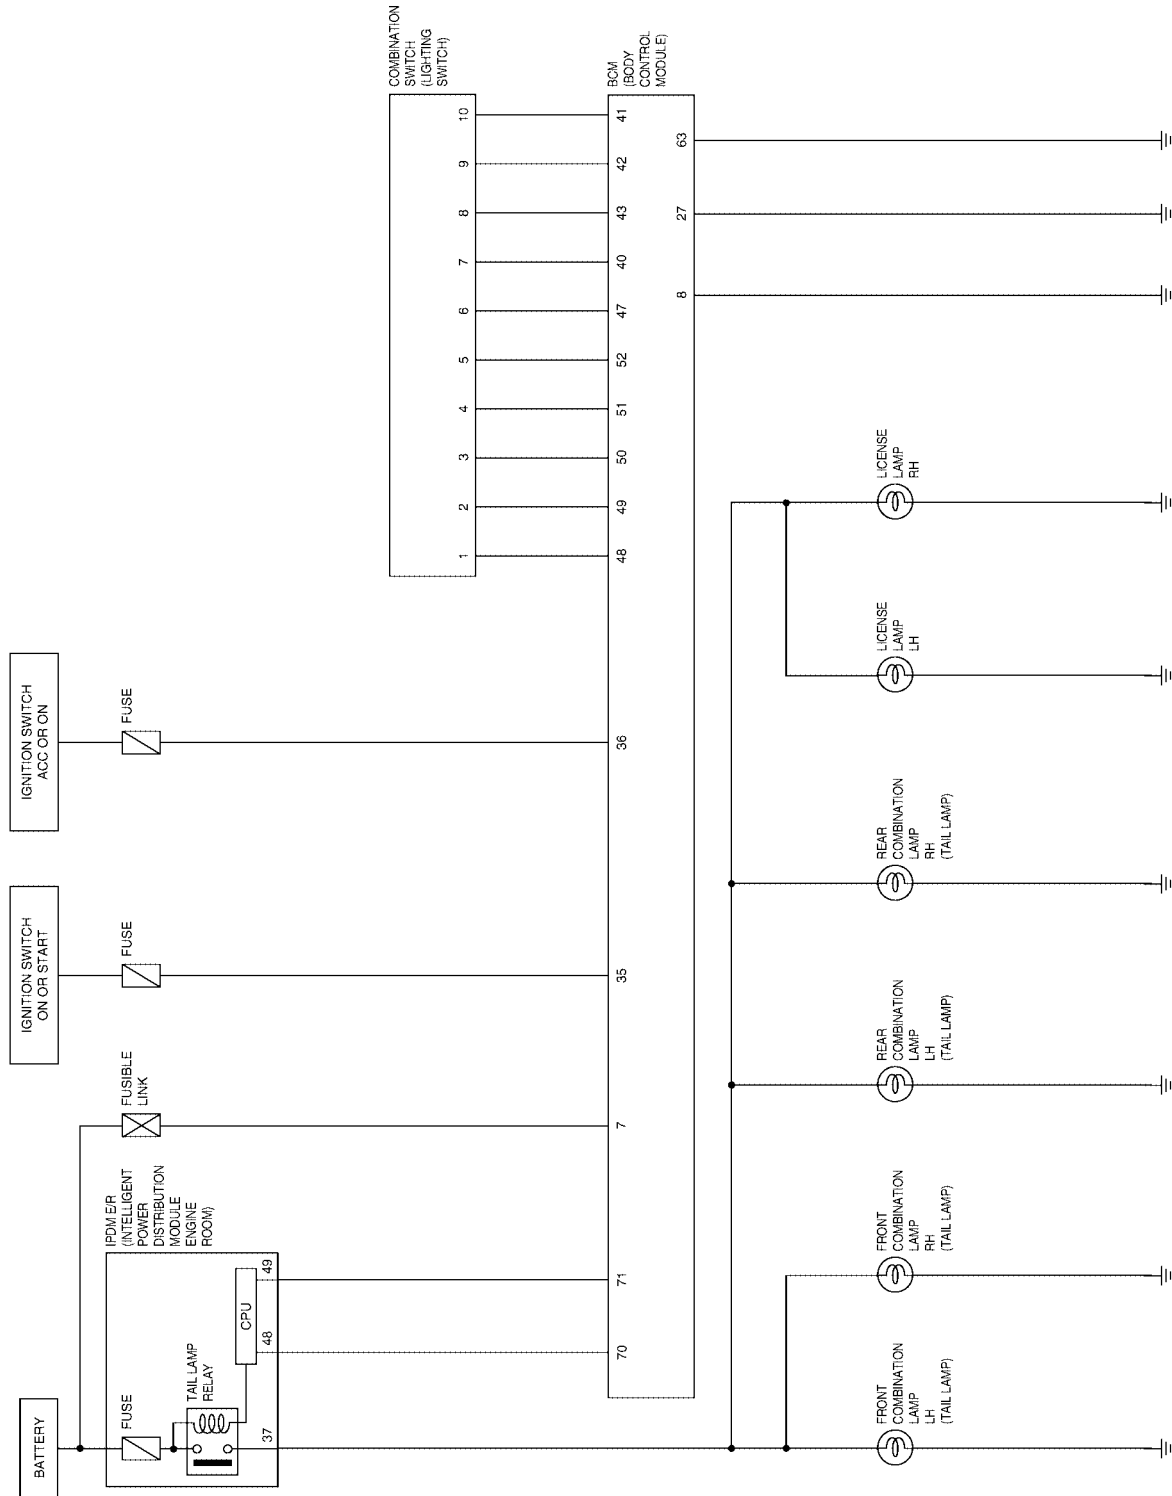 BATTERY
FUSE
TAIL LAMP
RELAY
37
CPU
48
49
IPDM E/R
(INTELLIGENT
POWER
DISTRIBUTION
MODULE
ENGINE
ROOM)
FUSIBLE
LINK
IGNITION SWITCH
ON OR START
FUSE
IGNITION SWITCH
ACC OR ON
FUSE
COMBINATION
SWITCH
(LIGHTING
SWITCH)
1
2
3
4
5
6
7
8
9
10
70
71
7
35
36
48
49
50
51
52
47
40
43
42
41
BCM
(BODY
CONTROL
MODULE)
8
27
63
FRONT
COMBINATION
LAMP
LH
(TAIL LAMP)
FRONT
COMBINATION
LAMP
RH
(TAIL LAMP)
REAR
COMBINATION
LAMP
LH
(TAIL LAMP)
REAR
COMBINATION
LAMP
RH
(TAIL LAMP)
LICENSE
LAMP
LH
LICENSE
LAMP
RH